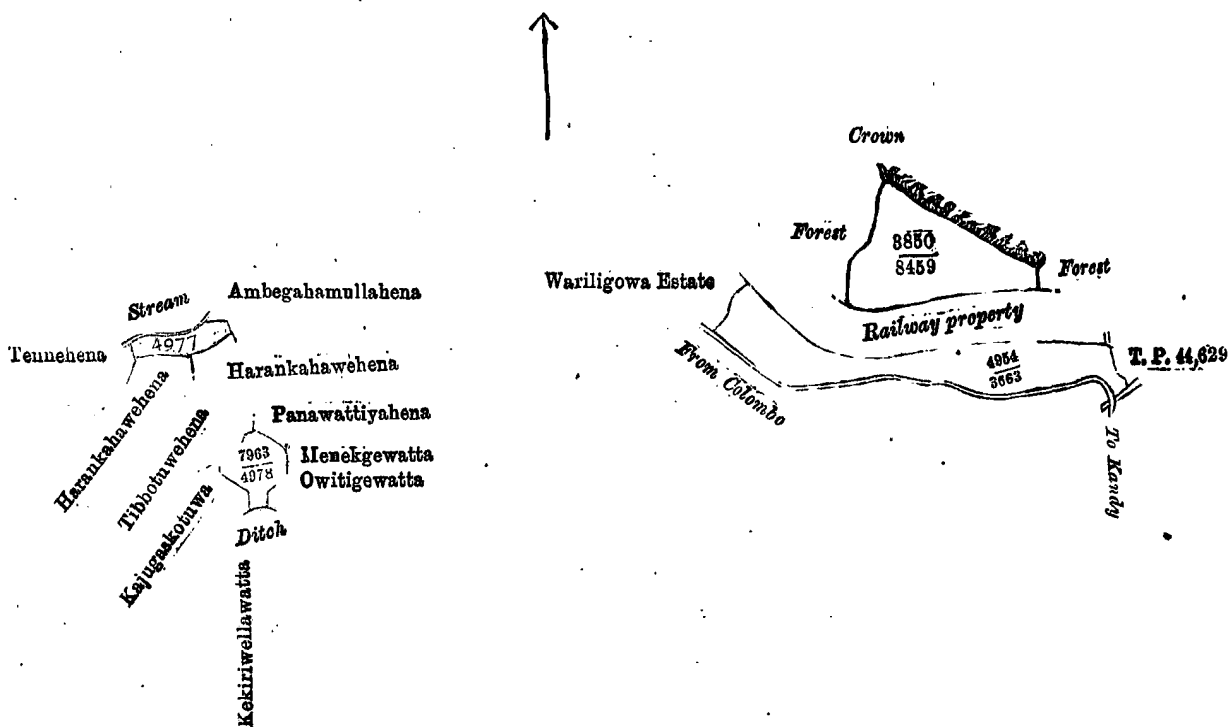 Stream
Ambegahamullahena
4977
Tennehena
Harankahawehena
Harankahawehena
Tibbotuwehena
Kajugaskotuwa
Panawattiyahena
7963
4978
Menekgewatta
Owitigewatta
Ditch
Kekiriwellawatta
Crown
Forest
3850
8459
Forest
Wariligowa Estate
Railway property
From Colombo
4954
3663
T. P. 44,629
To Kandy